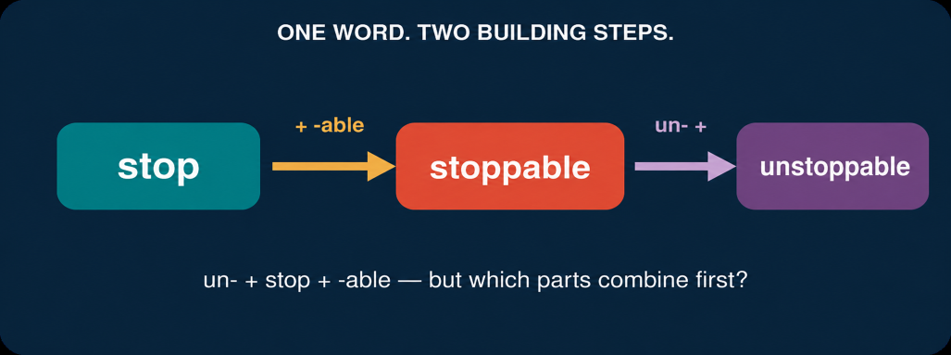 ONE WORD. TWO BUILDING STEPS.
+ -able
un- +
stop
stoppable
unstoppable
un- + stop + -able — but which parts combine first?